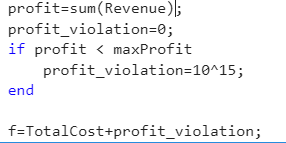 profit=sum(Revenue);
profit_violation=0;
if profit < maxProfit
    profit_violation=10^15;
end

f=TotalCost+profit_violation;